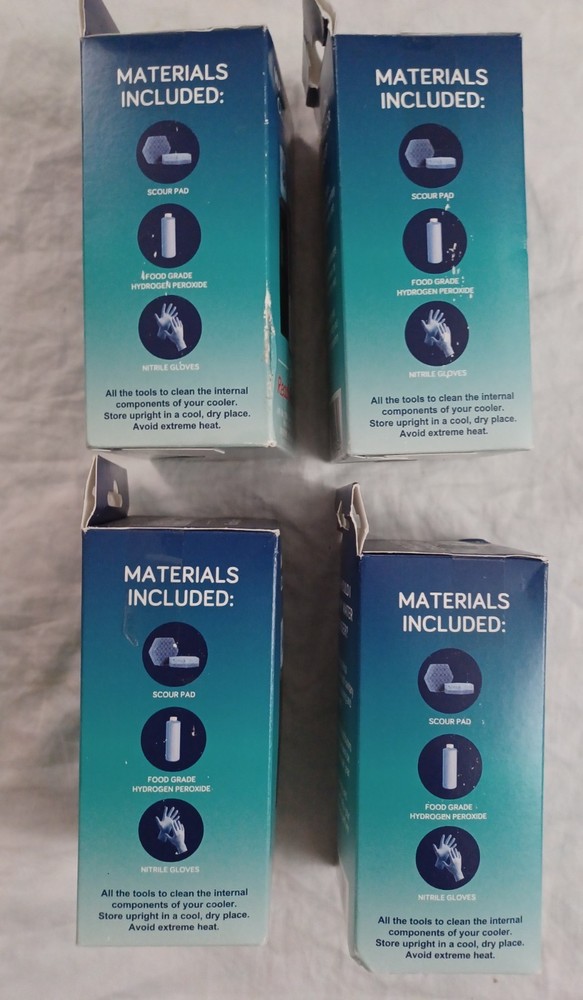 MATERIALS
INCLUDED:
SCOUR PAD
FOOD GRADE
HYDROGEN PEROXIDE
NITRILE GLOVES
All the tools to clean the internal
components of your cooler.
Store upright in a cool, dry place.
Avoid extreme heat.
MATERIALS
INCLUDED:
SCOUR PAD
FOOD GRADE
HYDROGEN PEROXIDE
NITRILE GLOVES
All the tools to clean the internal
components of your cooler.
Store upright in a cool, dry place.
Avoid extreme heat.
MATERIALS
INCLUDED:
SCOUR PAD
FOOD GRADE
HYDROGEN PEROXIDE
NITRILE GLOVES
All the tools to clean the internal
components of your cooler.
Store upright in a cool, dry place.
Avoid extreme heat.
MATERIALS
INCLUDED:
SCOUR PAD
FOOD GRADE
HYDROGEN PEROXIDE
NITRILE GLOVES
All the tools to clean the internal
components of your cooler.
Store upright in a cool, dry place.
Avoid extreme heat.